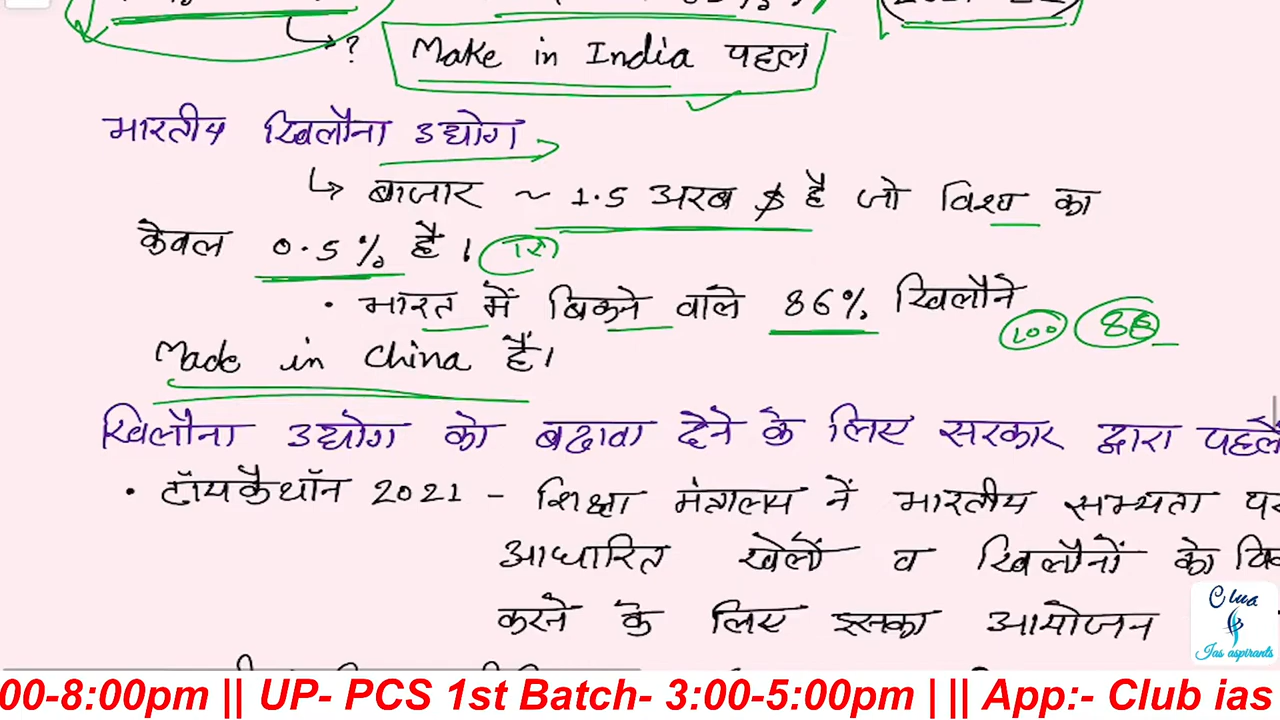 ?
Make in India पहल
भारतीय खिलौना उद्योग
बाजार ~ 1.5 अरब $ है जो विश्व का
केवल 0.5% है।
• भारत में बिकने वाले 86% खिलौने
100 86
Made in China हैं।
खिलौना उद्योग को बढावा देने के लिए सरकार द्वारा पहलें
• टॉयकैथॉन 2021 - शिक्षा मंत्रालय नें भारतीय सभ्यता पर
आधारित खेलों व खिलौनों को
करने के लिए इसका आयोजन
Club
Ias aspirants
00-8:00pm || UP- PCS 1st Batch- 3:00-5:00pm | || App:- Club ias